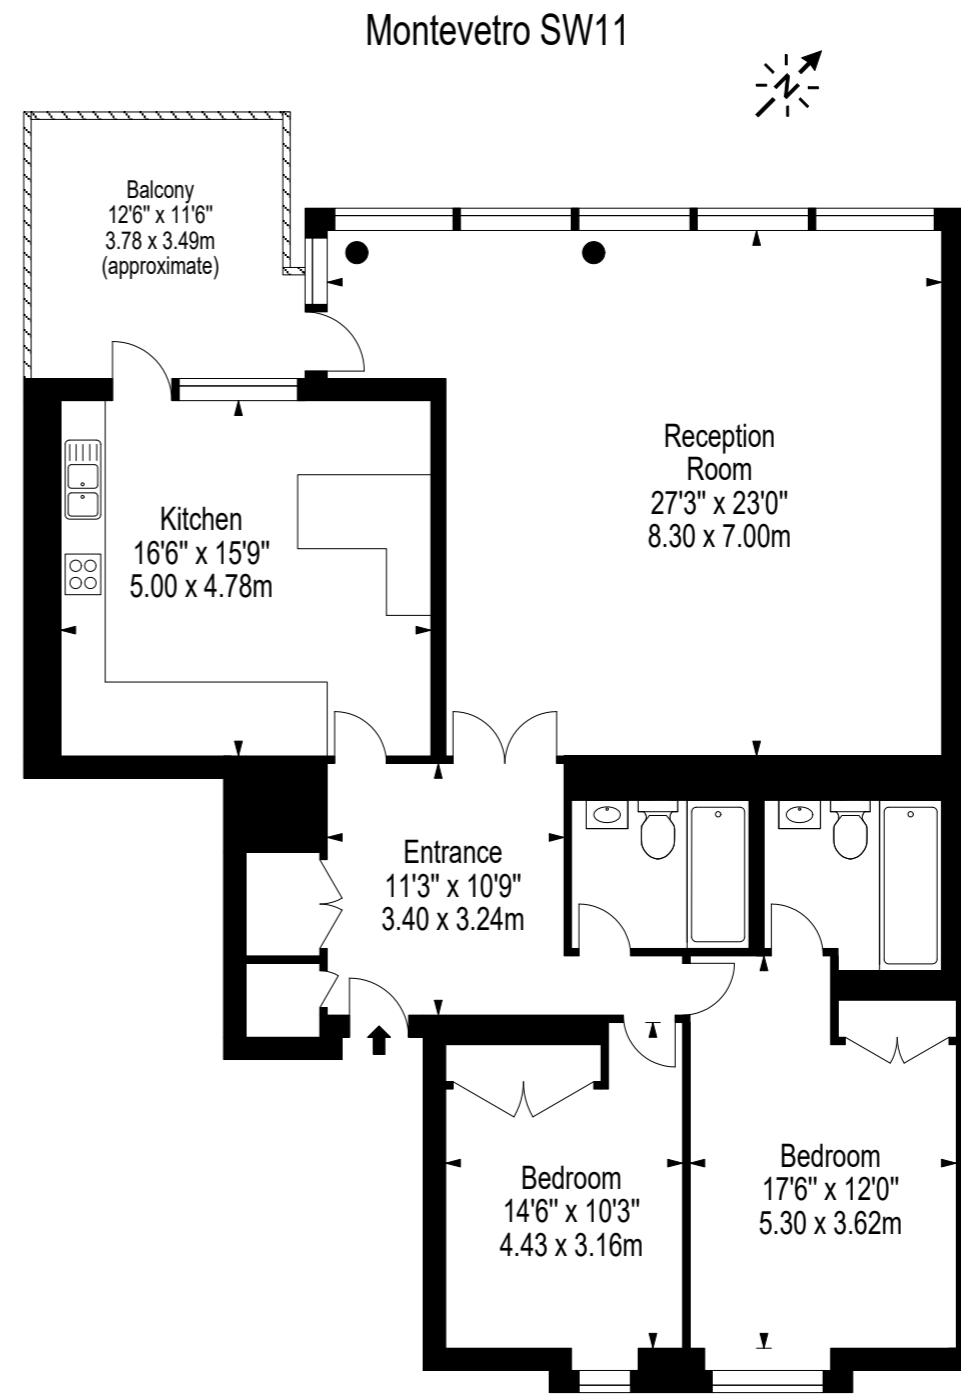 Montevetro SW11
N
Balcony
12'6" x 11'6"
3.78 x 3.49m
(approximate)
Reception
Room
27'3" x 23'0"
8.30 x 7.00m
Kitchen
16'6" x 15'9"
5.00 x 4.78m
Entrance
11'3" x 10'9"
3.40 x 3.24m
Bedroom
14'6" x 10'3"
4.43 x 3.16m
Bedroom
17'6" x 12'0"
5.30 x 3.62m